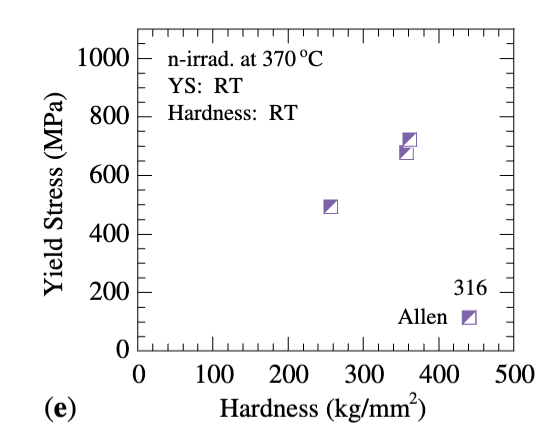 1000
n-irrad. at 370 °C
YS: RT
800
Hardness: RT
600
Yield Stress (MPa)
400
200
316
Allen
0
0 100 200 300 400 500
(e)
Hardness (kg/mm²)